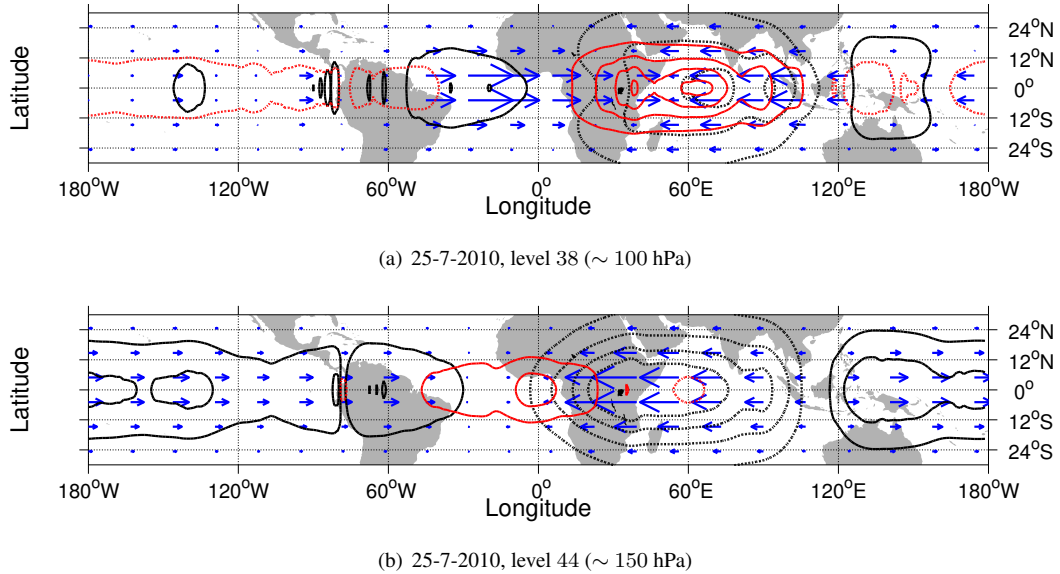 24°N
12°N
0°
12°S
24°S
Latitude
180°W 120°W 60°W 0° 60°E 120°E 180°W
Longitude
(a) 25-7-2010, level 38 (∼ 100 hPa)
24°N
12°N
0°
12°S
24°S
Latitude
180°W 120°W 60°W 0° 60°E 120°E 180°W
Longitude
(b) 25-7-2010, level 44 (∼ 150 hPa)